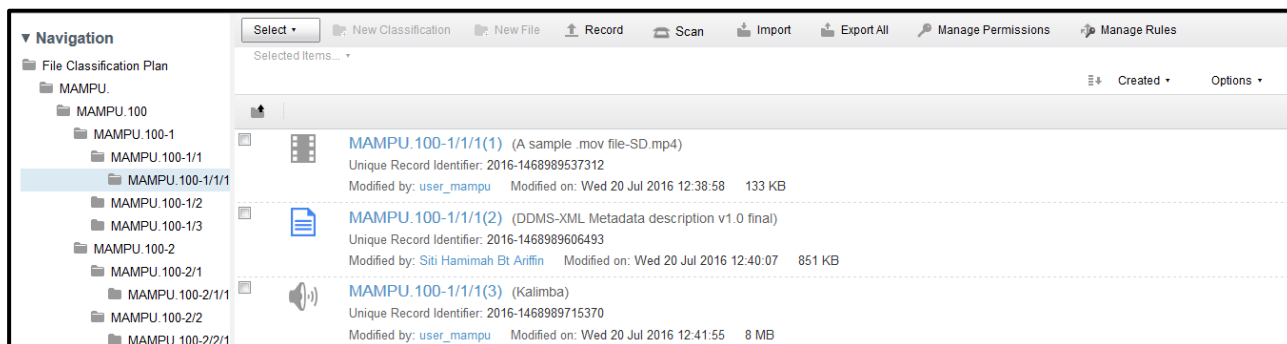 ▼ Navigation
File Classification Plan
MAMPU.
MAMPU.100
MAMPU.100-1
MAMPU.100-1/1
MAMPU.100-1/1/1
MAMPU.100-1/2
MAMPU.100-1/3
MAMPU.100-2
MAMPU.100-2/1
MAMPU.100-2/1/1
MAMPU.100-2/2
MAMPU.100-2/2/1
Select ▾ New Classification New File Record Scan Import Export All Manage Permissions Manage Rules
Selected Items... ▾
Created ▾ Options ▾
MAMPU.100-1/1/1(1) (A sample .mov file-SD.mp4)
Unique Record Identifier: 2016-1468989537312
Modified by: user_mampu Modified on: Wed 20 Jul 2016 12:38:58 133 KB
MAMPU.100-1/1/1(2) (DDMS-XML Metadata description v1.0 final)
Unique Record Identifier: 2016-1468989606493
Modified by: Siti Hamimah Bt Ariffin Modified on: Wed 20 Jul 2016 12:40:07 851 KB
MAMPU.100-1/1/1(3) (Kalimba)
Unique Record Identifier: 2016-1468989715370
Modified by: user_mampu Modified on: Wed 20 Jul 2016 12:41:55 8 MB